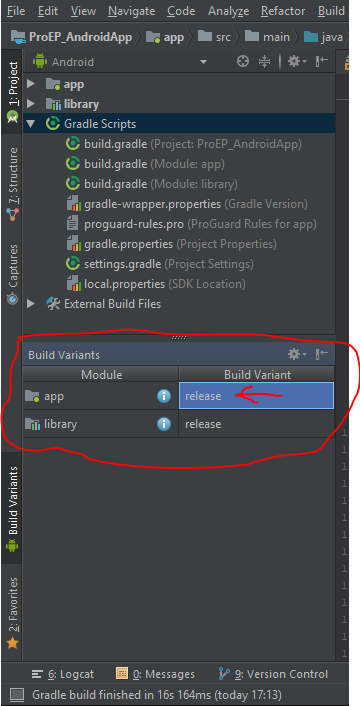 File Edit View Navigate Code Analyze Refactor Build
ProEP_AndroidApp app src main java
1: Project
Android
app
library
Gradle Scripts
build.gradle (Project: ProEP_AndroidApp)
build.gradle (Module: app)
build.gradle (Module: library)
gradle-wrapper.properties (Gradle Version)
proguard-rules.pro (ProGuard Rules for app)
gradle.properties (Project Properties)
settings.gradle (Project Settings)
local.properties (SDK Location)
External Build Files
7: Structure
Captures
Build Variants
Module Build Variant
app release
library release
Build Variants
2: Favorites
6: Logcat 0: Messages 9: Version Control
Gradle build finished in 16s 164ms (today 17:13)